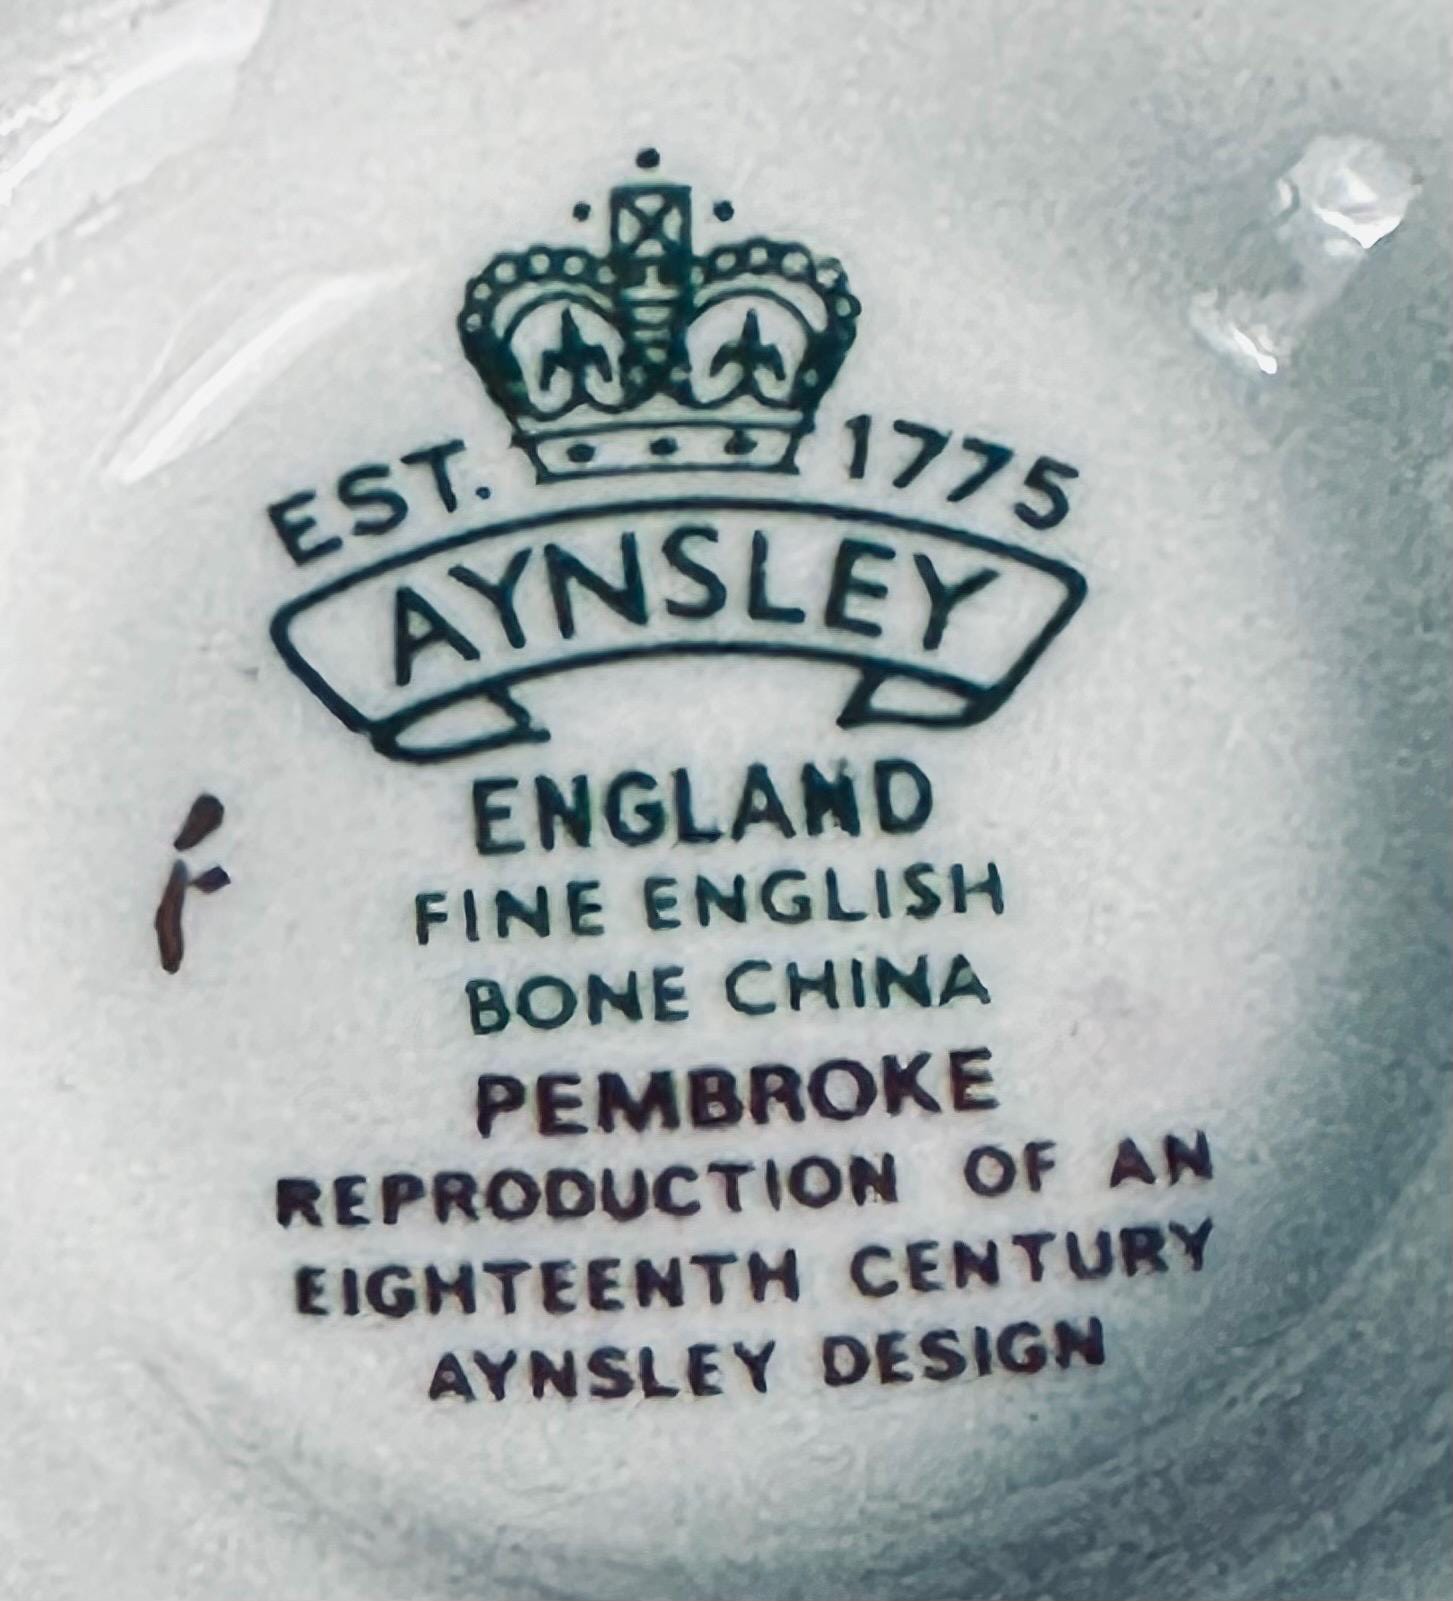 EST. 1775
AYNSLEY
ENGLAND
FINE ENGLISH
BONE CHINA
PEMBROKE
REPRODUCTION OF AN
EIGHTEENTH CENTURY
AYNSLEY DESIGN